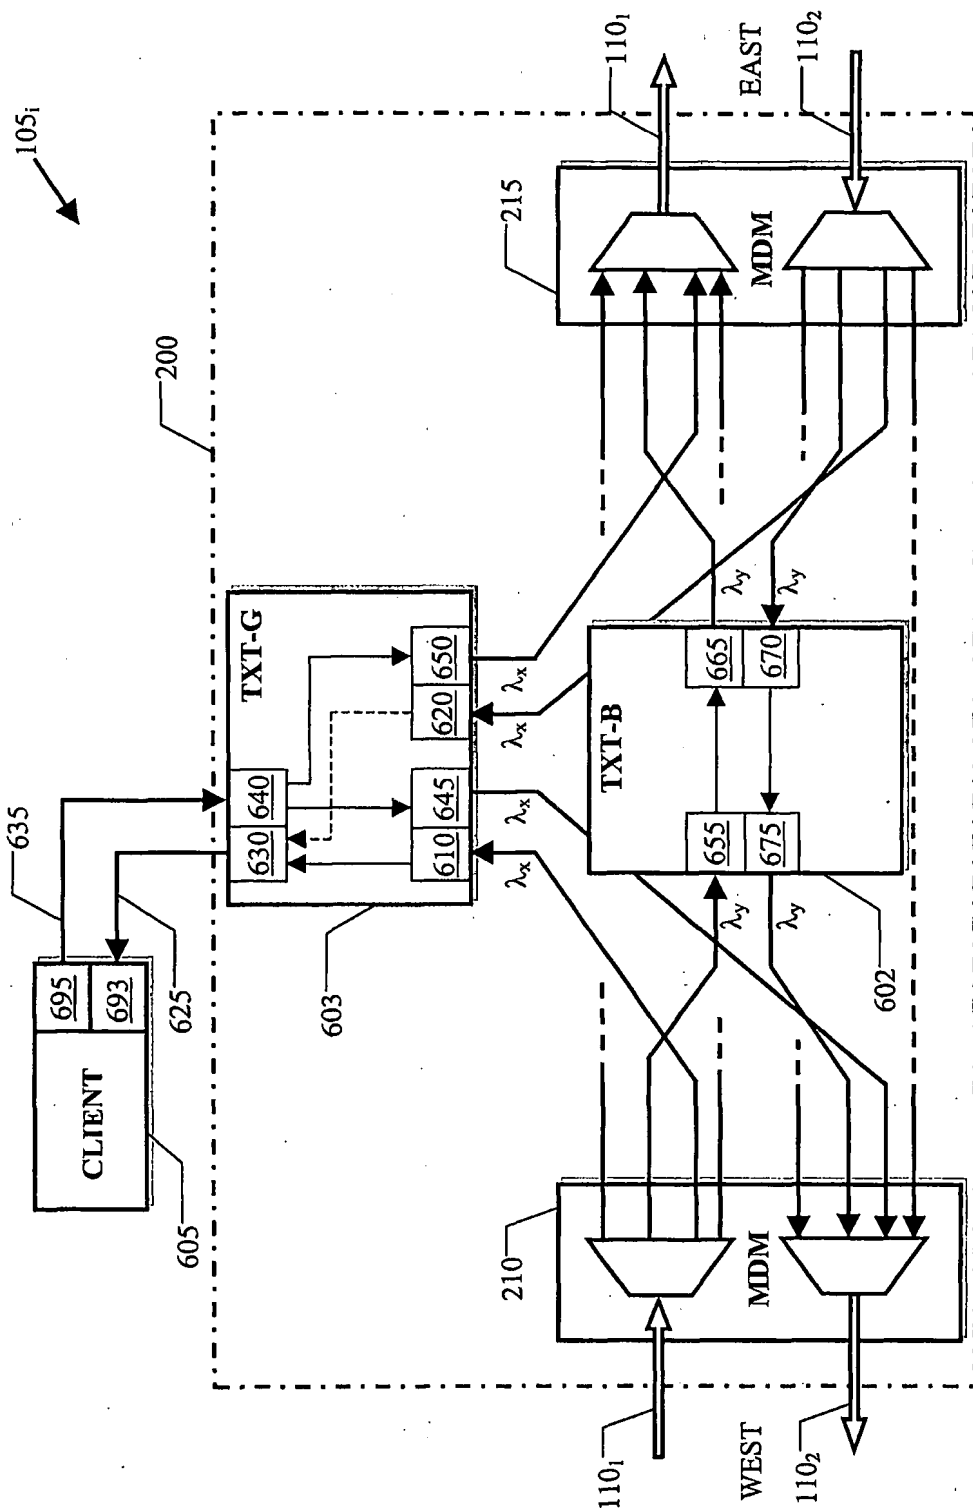 105i
200
CLIENT
695
693
605
635
625
TXT-G
630
640
610
645
620
650
603
λx
λx
λx
λx
TXT-B
655
675
665
670
602
λy
λy
λy
λy
210
MDM
215
MDM
110₁
WEST
110₂
110₁
EAST
110₂